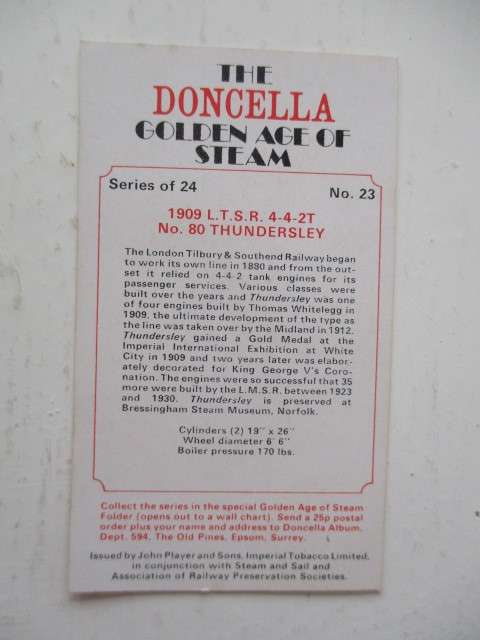 THE
DONCELLA
GOLDEN AGE OF
STEAM
Series of 24 No. 23
1909 L.T.S.R. 4-4-2T
No. 80 THUNDERSLEY
The London Tilbury & Southend Railway began
to work its own line in 1880 and from the out-
set it relied on 4-4-2 tank engines for its
passenger services. Various classes were
built over the years and Thundersley was one
of four engines built by Thomas Whitelegg in
1909, the ultimate development of the type as
the line was taken over by the Midland in 1912.
Thundersley gained a Gold Medal at the
Imperial International Exhibition at White
City in 1909 and two years later was elabor-
ately decorated for King George V's Coro-
nation. The engines were so successful that 35
more were built by the L.M.S.R. between 1923
and 1930. Thundersley is preserved at
Bressingham Steam Museum, Norfolk.
Cylinders (2) 19" x 26"
Wheel diameter 6' 6"
Boiler pressure 170 lbs.
Collect the series in the special Golden Age of Steam
Folder (opens out to a wall chart). Send a 25p postal
order plus your name and address to Doncella Album,
Dept. 594, The Old Pines, Epsom, Surrey.
Issued by John Player and Sons, Imperial Tobacco Limited,
in conjunction with Steam and Sail and
Association of Railway Preservation Societies.